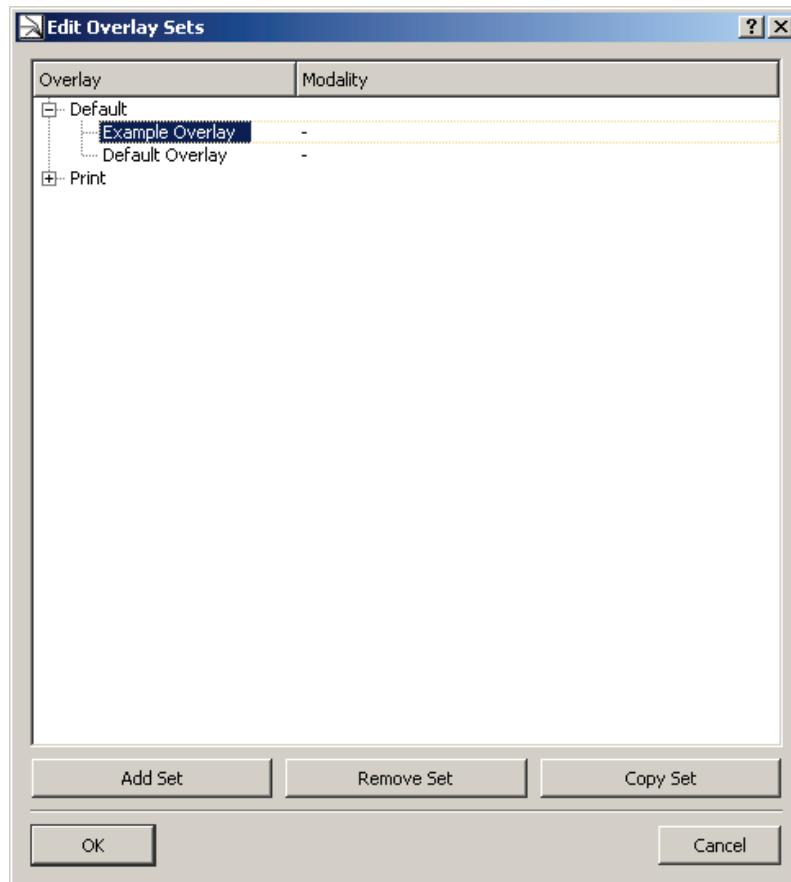 Edit Overlay Sets
Overlay Modality
Default
Example Overlay -
Default Overlay -
Print
Add Set Remove Set Copy Set
OK Cancel